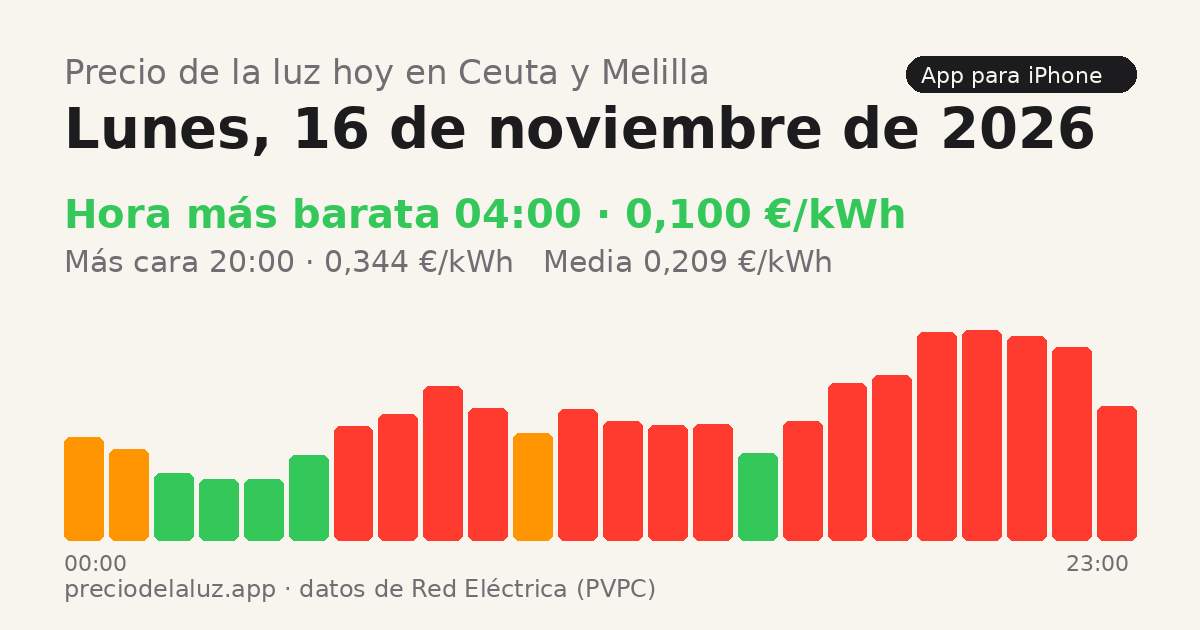 Precio de la luz hoy en Ceuta y Melilla
App para iPhone
Lunes, 16 de noviembre de 2026
Hora más barata 04:00 · 0,100 €/kWh
Más cara 20:00 · 0,344 €/kWh Media 0,209 €/kWh
00:00
23:00
preciodelaluz.app · datos de Red Eléctrica (PVPC)